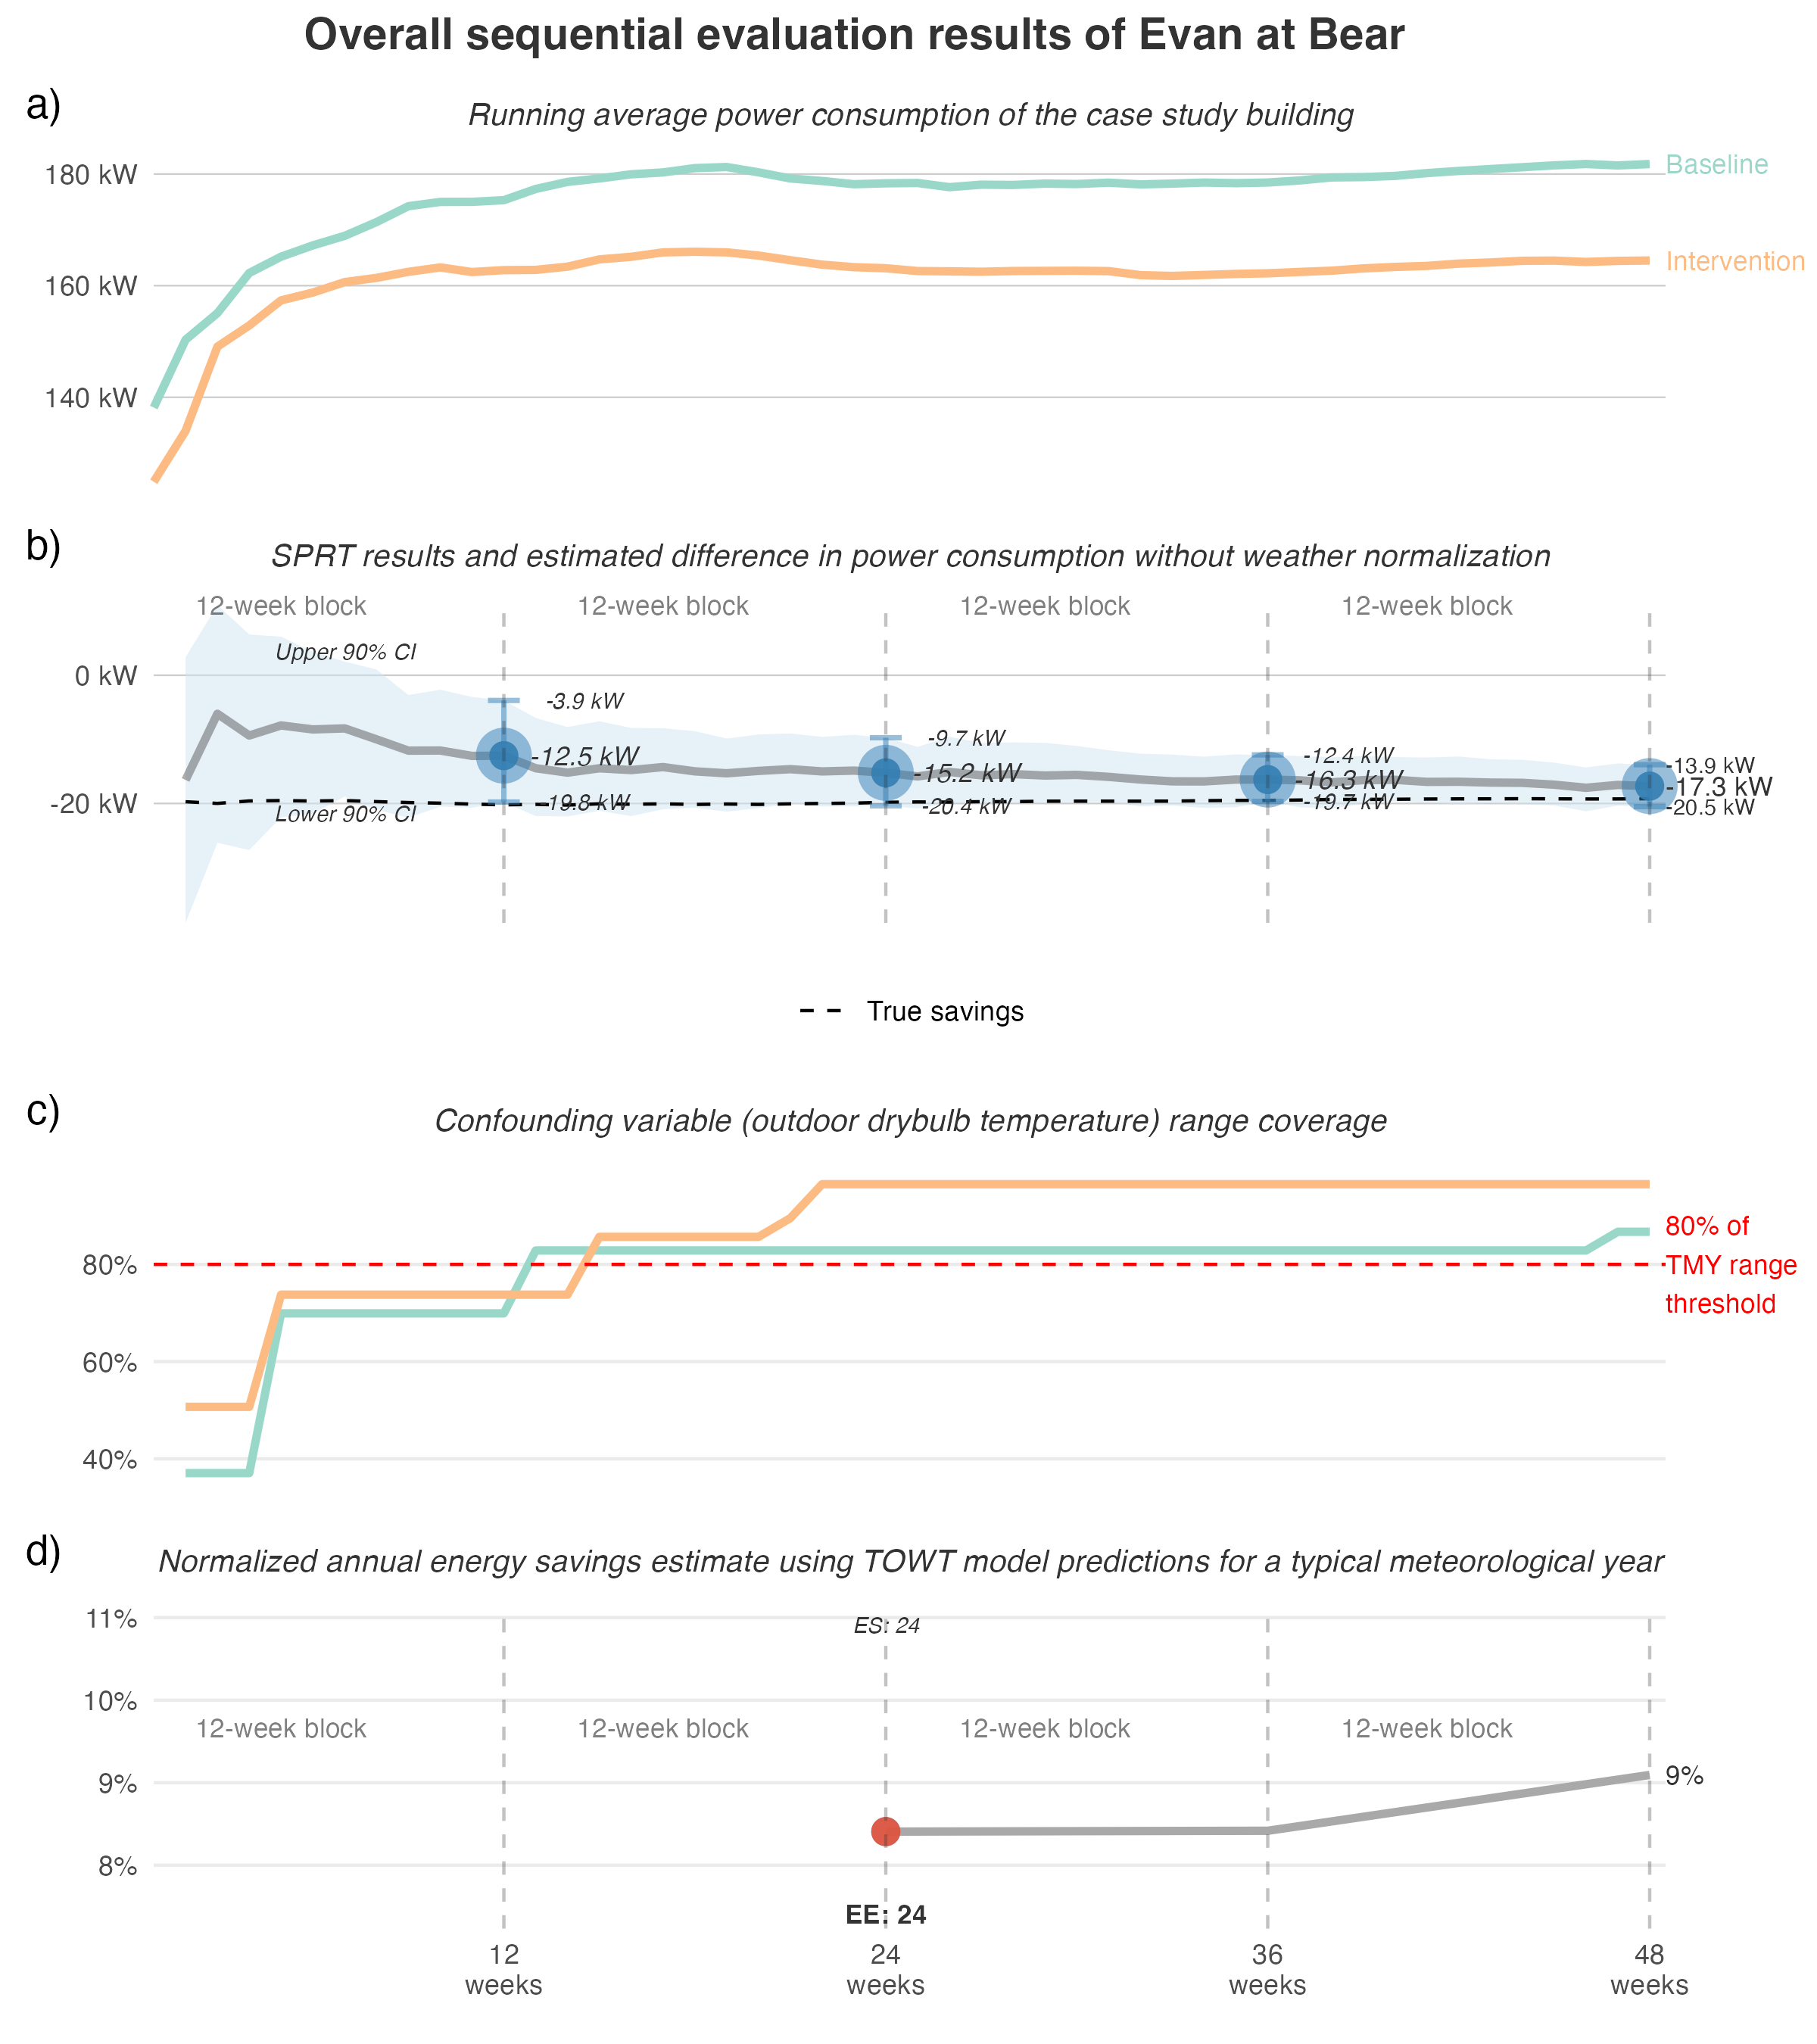 Overall sequential evaluation results of Evan at Bear
a)
Running average power consumption of the case study building
180 kW
160 kW
140 kW
Baseline
Intervention
b)
SPRT results and estimated difference in power consumption without weather normalization
12-week block
12-week block
12-week block
12-week block
Upper 90% CI
0 kW
-20 kW
Lower 90% CI
-3.9 kW
-12.5 kW
-19.8 kW
-9.7 kW
-15.2 kW
-20.4 kW
-12.4 kW
-16.3 kW
-19.7 kW
-13.9 kW
-17.3 kW
-20.5 kW
True savings
c)
Confounding variable (outdoor drybulb temperature) range coverage
80%
60%
40%
80% of
TMY range
threshold
d)
Normalized annual energy savings estimate using TOWT model predictions for a typical meteorological year
11%
10%
9%
8%
ES: 24
12-week block
12-week block
12-week block
12-week block
9%
EE: 24
12
weeks
24
weeks
36
weeks
48
weeks